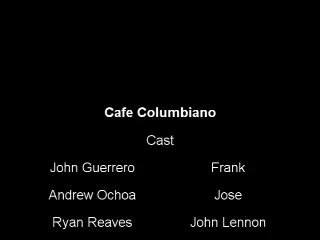 Cafe Columbiano
Cast
John Guerrero Frank
Andrew Ochoa Jose
Ryan Reaves John Lennon